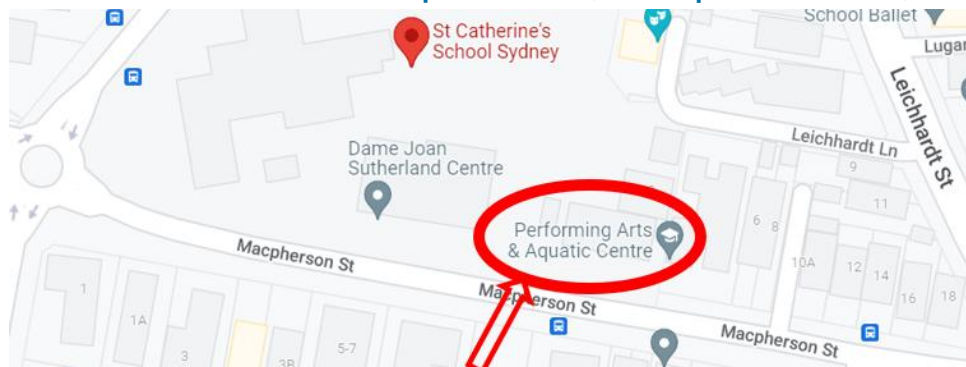 St Catherine's
School Sydney
School Ballet
Leichhardt St
Leichhardt Ln
9
11
Dame Joan
Sutherland Centre
Performing Arts
& Aquatic Centre
6
8
10A
12
14
16
18
Macpherson St
Macpherson St
Macpherson St
1
1A
3
3B
5-7